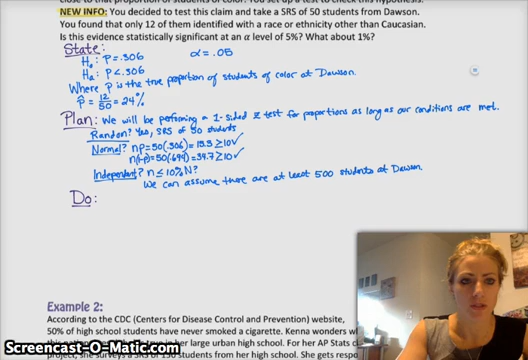 close to that proportion of students of color. You set up a test to check this hypothesis.
NEW INFO: You decided to test this claim and take a SRS of 50 students from Dawson.
You found that only 12 of them identified with a race or ethnicity other than Caucasian.
Is this evidence statistically significant at an α level of 5%? What about 1%?
State:
H₀: P=.306 α=.05
Hₐ: P<.306
Where P is the true proportion of students of color at Dawson.
p̂ = 12/50 = 24%
Plan: We will be performing a 1-Sided Z test for proportions as long as our conditions are met.
Random? Yes, SRS of 50 students
Normal? np=50(.306)=15.3≥10✓
n(1-p)=50(.694)=34.7≥10✓
Independent? n≤10%N?
We can assume there are at least 500 students at Dawson.
Do:
Example 2:
According to the CDC (Centers for Disease Control and Prevention) website,
50% of high school students have never smoked a cigarette. Kenna wonders w
this in her large urban high school. For her AP Stats c
project, she surveys a SRS of 150 students from her high school. She gets
Screencast-O-Matic.com